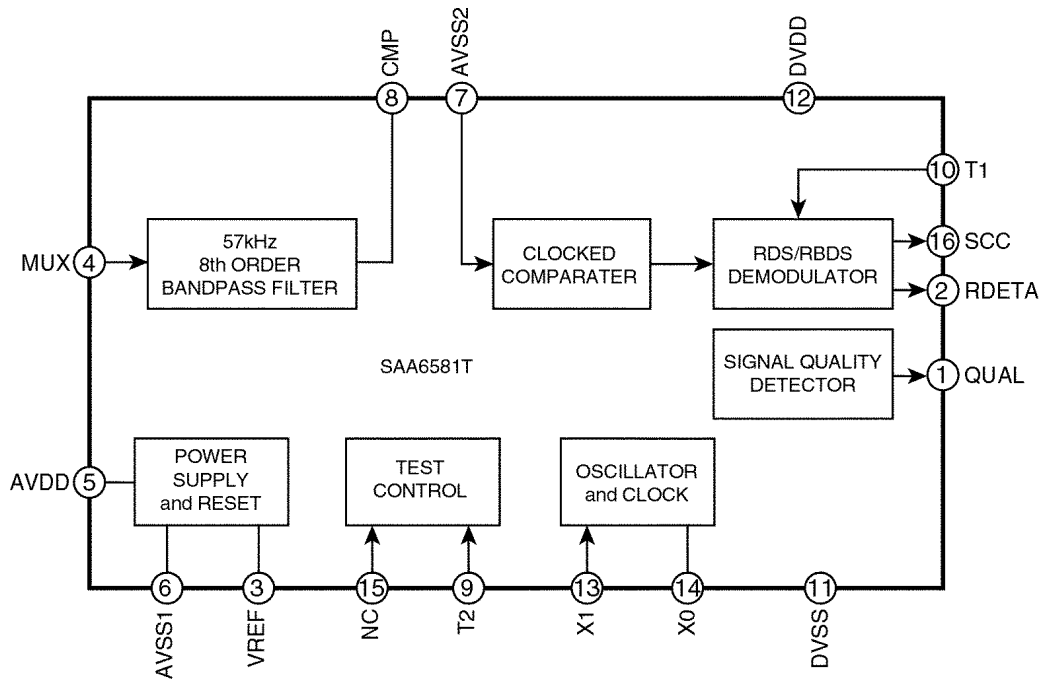 CMP
AVSS2
DVDD
8
7
12
10 T1
MUX 4
57kHz
8th ORDER
BANDPASS FILTER
CLOCKED
COMPARATER
RDS/RBDS
DEMODULATOR
16 SCC
2 RDETA
SAA6581T
SIGNAL QUALITY
DETECTOR
1 QUAL
AVDD 5
POWER
SUPPLY
and RESET
TEST
CONTROL
OSCILLATOR
and CLOCK
6
3
15
9
13
14
11
AVSS1
VREF
NC
T2
X1
X0
DVSS